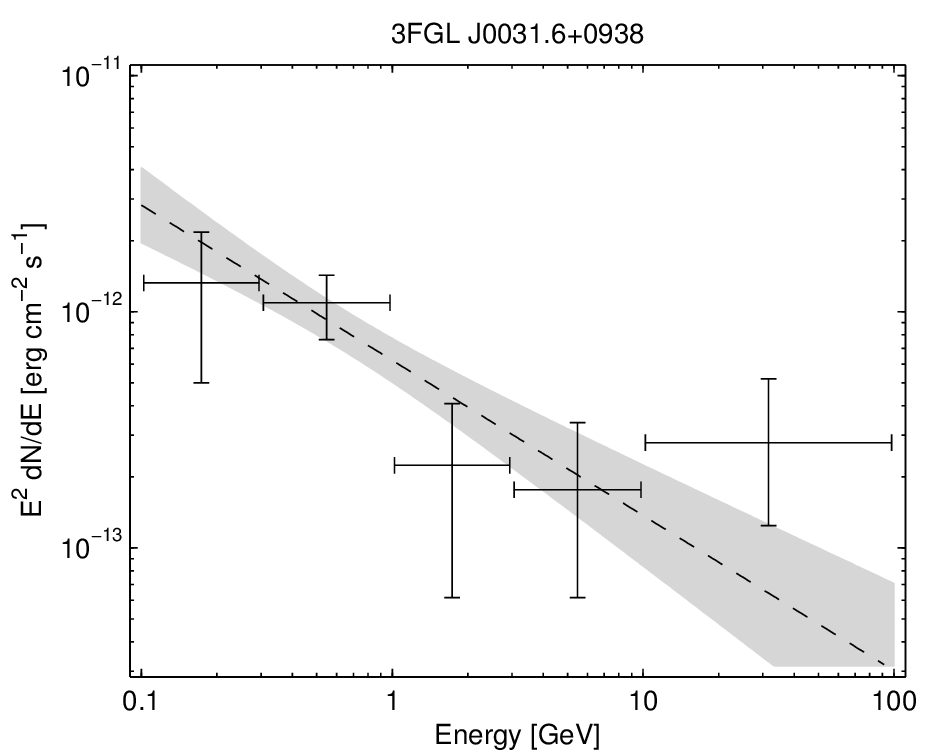 3FGL J0031.6+0938
10⁻¹¹
10⁻¹²
10⁻¹³
E² dN/dE [erg cm⁻² s⁻¹]
0.1 1 10 100
Energy [GeV]